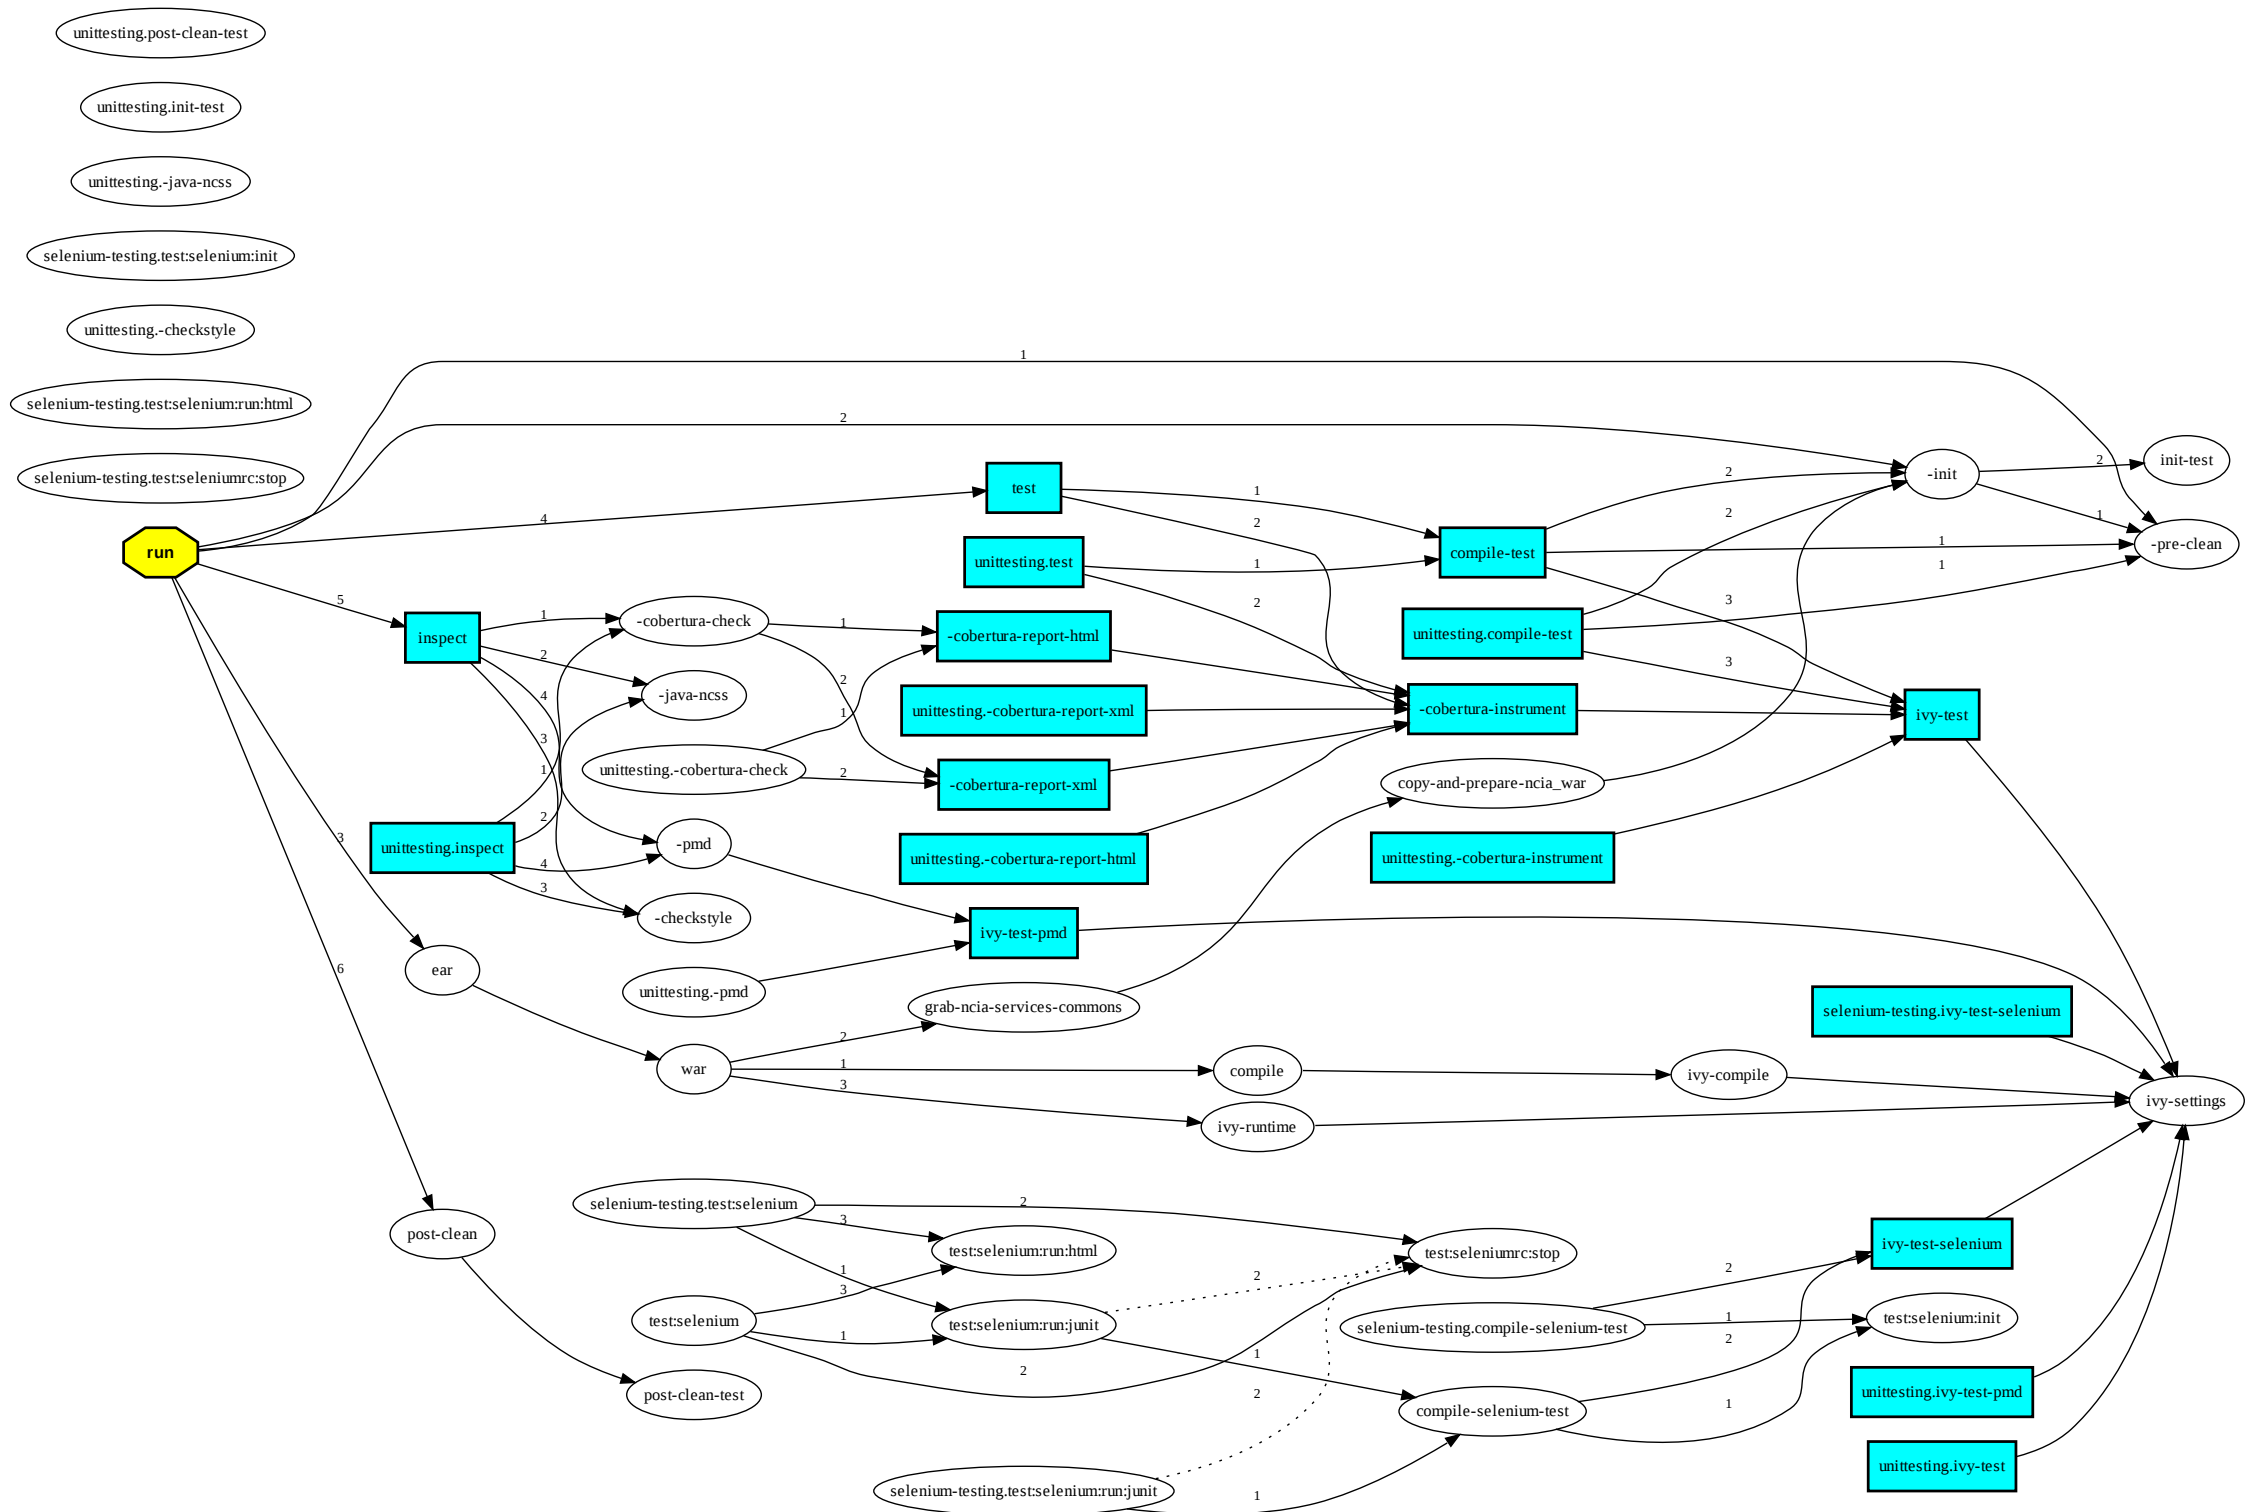 unittesting.post-clean-test
unittesting.init-test
unittesting.-java-ncss
selenium-testing.test:selenium:init
unittesting.-checkstyle
selenium-testing.test:selenium:run:html
selenium-testing.test:seleniumrc:stop
run
1
2
4
5
3
6
inspect
unittesting.inspect
ear
post-clean
1
2
4
3
1
2
4
3
-cobertura-check
-java-ncss
unittesting.-cobertura-check
-pmd
-checkstyle
unittesting.-pmd
war
selenium-testing.test:selenium
test:selenium
post-clean-test
1
2
1
2
2
1
3
3
1
3
1
test
unittesting.test
-cobertura-report-html
unittesting.-cobertura-report-xml
-cobertura-report-xml
unittesting.-cobertura-report-html
ivy-test-pmd
grab-ncia-services-commons
2
test:selenium:run:html
test:selenium:run:junit
2
selenium-testing.test:selenium:run:junit
1
2
1
2
compile
ivy-runtime
2
1
2
1
compile-test
unittesting.compile-test
-cobertura-instrument
copy-and-prepare-ncia_war
unittesting.-cobertura-instrument
test:seleniumrc:stop
selenium-testing.compile-selenium-test
compile-selenium-test
2
2
3
3
ivy-compile
2
1
2
1
-init
1
1
ivy-test
selenium-testing.ivy-test-selenium
ivy-test-selenium
test:selenium:init
unittesting.ivy-test-pmd
unittesting.ivy-test
2
1
init-test
-pre-clean
ivy-settings